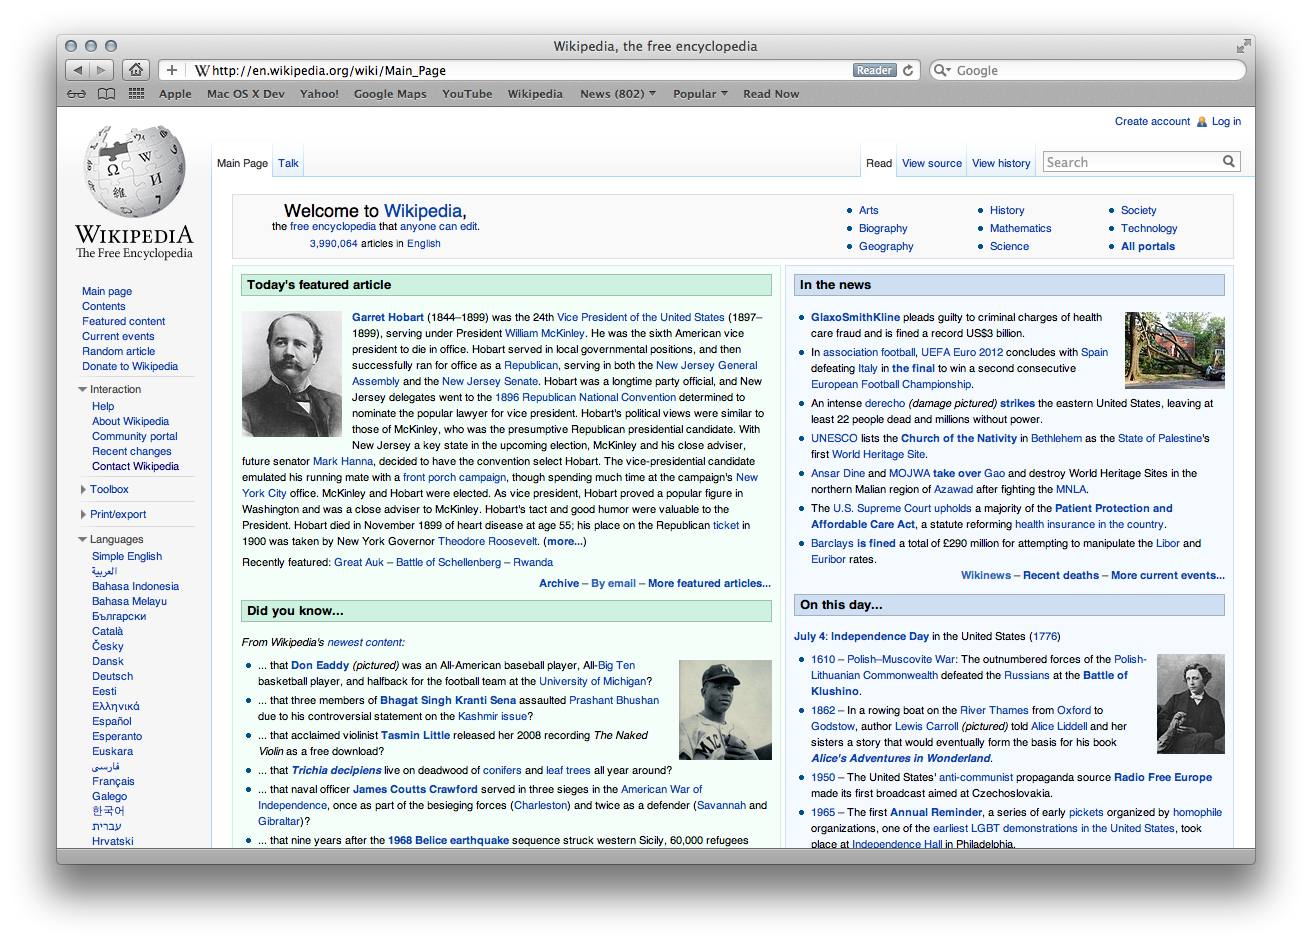 Wikipedia, the free encyclopedia
http://en.wikipedia.org/wiki/Main_Page
Reader
Google
Apple Mac OS X Dev Yahoo! Google Maps YouTube Wikipedia News (802) Popular Read Now
Create account Log in
Main Page Talk
Read View source View history Search
WIKIPEDIA
The Free Encyclopedia
Main page
Contents
Featured content
Current events
Random article
Donate to Wikipedia
Interaction
Help
About Wikipedia
Community portal
Recent changes
Contact Wikipedia
Toolbox
Print/export
Languages
Simple English
العربية
Bahasa Indonesia
Bahasa Melayu
Български
Català
Česky
Dansk
Deutsch
Eesti
Ελληνικά
Español
Esperanto
Euskara
فارسی
Français
Galego
한국어
עברית
Hrvatski
Welcome to Wikipedia,
the free encyclopedia that anyone can edit.
3,990,064 articles in English
Arts
Biography
Geography
History
Mathematics
Science
Society
Technology
All portals
Today's featured article
Garret Hobart (1844–1899) was the 24th Vice President of the United States (1897–
1899), serving under President William McKinley. He was the sixth American vice
president to die in office. Hobart served in local governmental positions, and then
successfully ran for office as a Republican, serving in both the New Jersey General
Assembly and the New Jersey Senate. Hobart was a longtime party official, and New
Jersey delegates went to the 1896 Republican National Convention determined to
nominate the popular lawyer for vice president. Hobart's political views were similar to
those of McKinley, who was the presumptive Republican presidential candidate. With
New Jersey a key state in the upcoming election, McKinley and his close adviser,
future senator Mark Hanna, decided to have the convention select Hobart. The vice-presidential candidate
emulated his running mate with a front porch campaign, though spending much time at the campaign's New
York City office. McKinley and Hobart were elected. As vice president, Hobart proved a popular figure in
Washington and was a close adviser to McKinley. Hobart's tact and good humor were valuable to the
President. Hobart died in November 1899 of heart disease at age 55; his place on the Republican ticket in
1900 was taken by New York Governor Theodore Roosevelt. (more...)
Recently featured: Great Auk – Battle of Schellenberg – Rwanda
Archive – By email – More featured articles...
Did you know...
From Wikipedia's newest content:
... that Don Eaddy (pictured) was an All-American baseball player, All-Big Ten
basketball player, and halfback for the football team at the University of Michigan?
... that three members of Bhagat Singh Kranti Sena assaulted Prashant Bhushan
due to his controversial statement on the Kashmir issue?
... that acclaimed violinist Tasmin Little released her 2008 recording The Naked
Violin as a free download?
... that Trichia decipiens live on deadwood of conifers and leaf trees all year around?
... that naval officer James Coutts Crawford served in three sieges in the American War of
Independence, once as part of the besieging forces (Charleston) and twice as a defender (Savannah and
Gibraltar)?
... that nine years after the 1968 Belice earthquake sequence struck western Sicily, 60,000 refugees
In the news
GlaxoSmithKline pleads guilty to criminal charges of health
care fraud and is fined a record US$3 billion.
In association football, UEFA Euro 2012 concludes with Spain
defeating Italy in the final to win a second consecutive
European Football Championship.
An intense derecho (damage pictured) strikes the eastern United States, leaving at
least 22 people dead and millions without power.
UNESCO lists the Church of the Nativity in Bethlehem as the State of Palestine's
first World Heritage Site.
Ansar Dine and MOJWA take over Gao and destroy World Heritage Sites in the
northern Malian region of Azawad after fighting the MNLA.
The U.S. Supreme Court upholds a majority of the Patient Protection and
Affordable Care Act, a statute reforming health insurance in the country.
Barclays is fined a total of £290 million for attempting to manipulate the Libor and
Euribor rates.
Wikinews – Recent deaths – More current events...
On this day...
July 4: Independence Day in the United States (1776)
1610 – Polish–Muscovite War: The outnumbered forces of the Polish-
Lithuanian Commonwealth defeated the Russians at the Battle of
Klushino.
1862 – In a rowing boat on the River Thames from Oxford to
Godstow, author Lewis Carroll (pictured) told Alice Liddell and her
sisters a story that would eventually form the basis for his book
Alice's Adventures in Wonderland.
1950 – The United States' anti-communist propaganda source Radio Free Europe
made its first broadcast aimed at Czechoslovakia.
1965 – The first Annual Reminder, a series of early pickets organized by homophile
organizations, one of the earliest LGBT demonstrations in the United States, took
place at Independence Hall in Philadelphia.